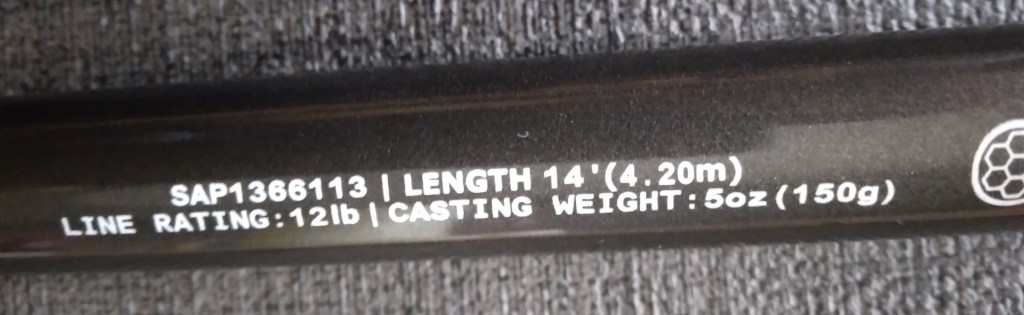 SAP1366113 | LENGTH 14'(4.20m)
LINE RATING:12lb | CASTING WEIGHT:5oz(150g)